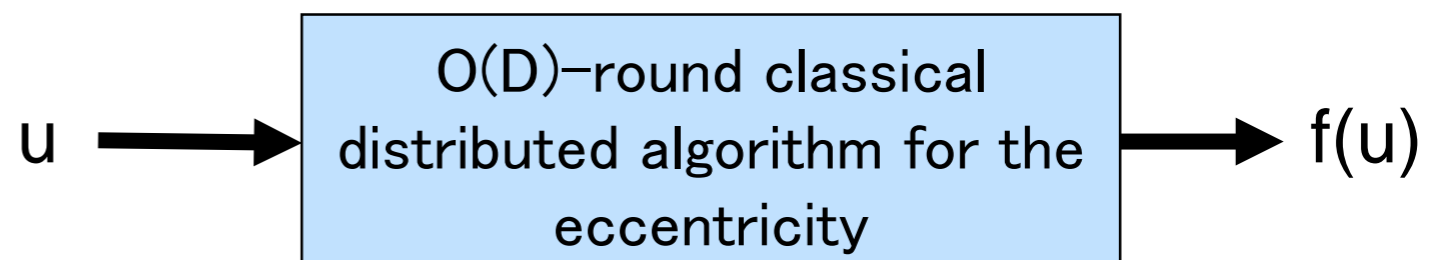 u
O(D)-round classical
distributed algorithm for the
eccentricity
f(u)